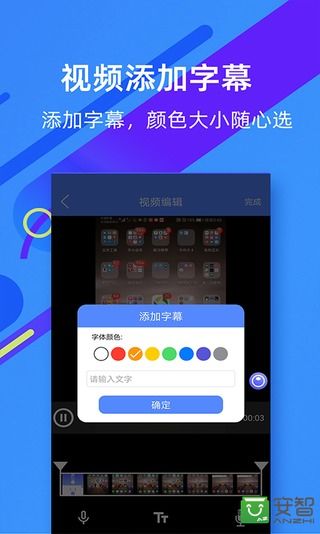 视频添加字幕
添加字幕，颜色大小随心选
视频编辑
完成
添加字幕
字体颜色:
请输入文字
确定
00:03
TT
安智
ANZHI